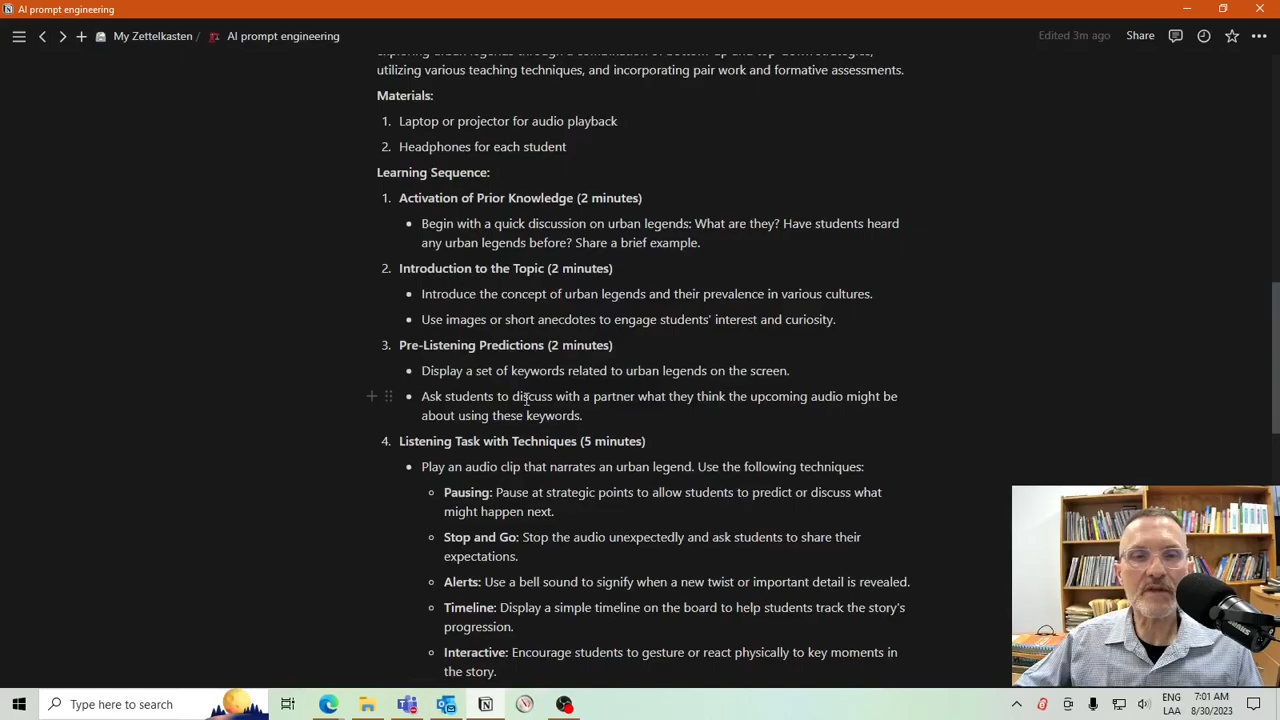 AI prompt engineering
My Zettelkasten / AI prompt engineering
Edited 3m ago Share
utilizing various teaching techniques, and incorporating pair work and formative assessments.
Materials:
1. Laptop or projector for audio playback
2. Headphones for each student
Learning Sequence:
1. Activation of Prior Knowledge (2 minutes)
• Begin with a quick discussion on urban legends: What are they? Have students heard
any urban legends before? Share a brief example.
2. Introduction to the Topic (2 minutes)
• Introduce the concept of urban legends and their prevalence in various cultures.
• Use images or short anecdotes to engage students' interest and curiosity.
3. Pre-Listening Predictions (2 minutes)
• Display a set of keywords related to urban legends on the screen.
• Ask students to discuss with a partner what they think the upcoming audio might be
about using these keywords.
4. Listening Task with Techniques (5 minutes)
• Play an audio clip that narrates an urban legend. Use the following techniques:
◦ Pausing: Pause at strategic points to allow students to predict or discuss what
might happen next.
◦ Stop and Go: Stop the audio unexpectedly and ask students to share their
expectations.
◦ Alerts: Use a bell sound to signify when a new twist or important detail is revealed.
◦ Timeline: Display a simple timeline on the board to help students track the story's
progression.
◦ Interactive: Encourage students to gesture or react physically to key moments in
the story.
Type here to search
ENG
LAA
7:01 AM
8/30/2023